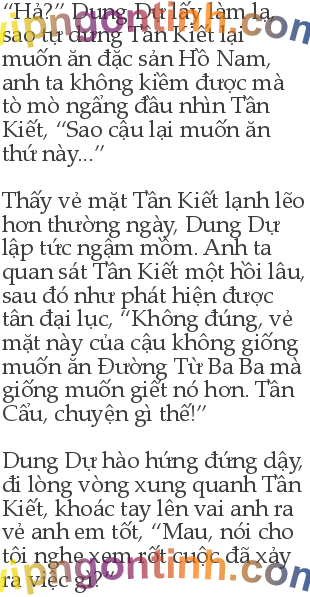 “Hả?” Dung Dự lấy làm lạ,
sao tự dưng Tần Kiết lại
muốn ăn đặc sản Hồ Nam,
anh ta không kiềm được mà
tò mò ngẩng đầu nhìn Tần
Kiết, “Sao cậu lại muốn ăn
thứ này...”
Thấy vẻ mặt Tần Kiết lạnh lẽo
hơn thường ngày, Dung Dự
lập tức ngậm mồm. Anh ta
quan sát Tần Kiết một hồi lâu,
sau đó như phát hiện được
tân đại lục, “Không đúng, vẻ
mặt này của cậu không giống
muốn ăn Đường Từ Ba Ba mà
giống muốn giết nó hơn. Tần
Cẩu, chuyện gì thế!”
Dung Dự hào hứng đứng dậy,
đi lòng vòng xung quanh Tần
Kiết, khoác tay lên vai anh ra
vẻ anh em tốt, “Mau, nói cho
tôi nghe xem rốt cuộc đã xảy
ra việc gì?”
vipngontinh.com
vipngontinh.com